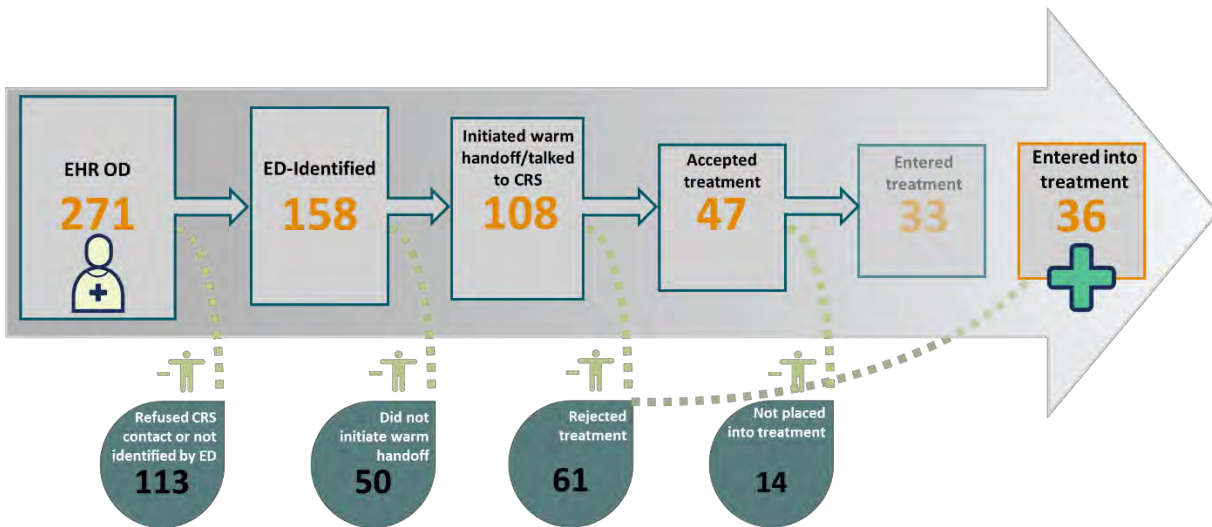 EHR OD
271
ED-Identified
158
Initiated warm
handoff/talked
to CRS
108
Accepted
treatment
47
Entered
treatment
33
Entered into
treatment
36
Refused CRS
contact or not
identified by ED
113
Did not
initiate warm
handoff
50
Rejected
treatment
61
Not placed
into treatment
14